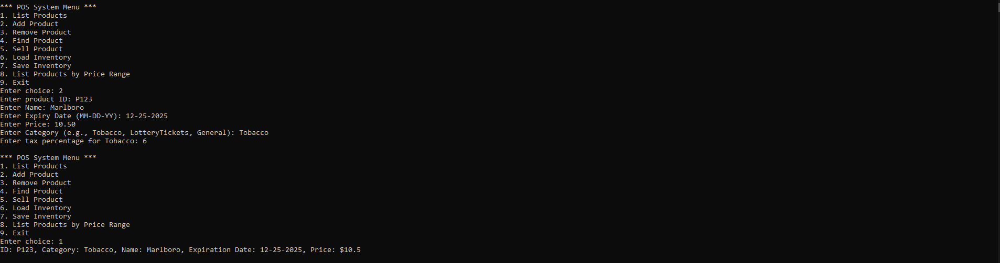 *** POS System Menu ***
1. List Products
2. Add Product
3. Remove Product
4. Find Product
5. Sell Product
6. Load Inventory
7. Save Inventory
8. List Products by Price Range
9. Exit
Enter choice: 2
Enter product ID: P123
Enter Name: Marlboro
Enter Expiry Date (MM-DD-YY): 12-25-2025
Enter Price: 10.50
Enter Category (e.g., Tobacco, LotteryTickets, General): Tobacco
Enter tax percentage for Tobacco: 6

*** POS System Menu ***
1. List Products
2. Add Product
3. Remove Product
4. Find Product
5. Sell Product
6. Load Inventory
7. Save Inventory
8. List Products by Price Range
9. Exit
Enter choice: 1
ID: P123, Category: Tobacco, Name: Marlboro, Expiration Date: 12-25-2025, Price: $10.5